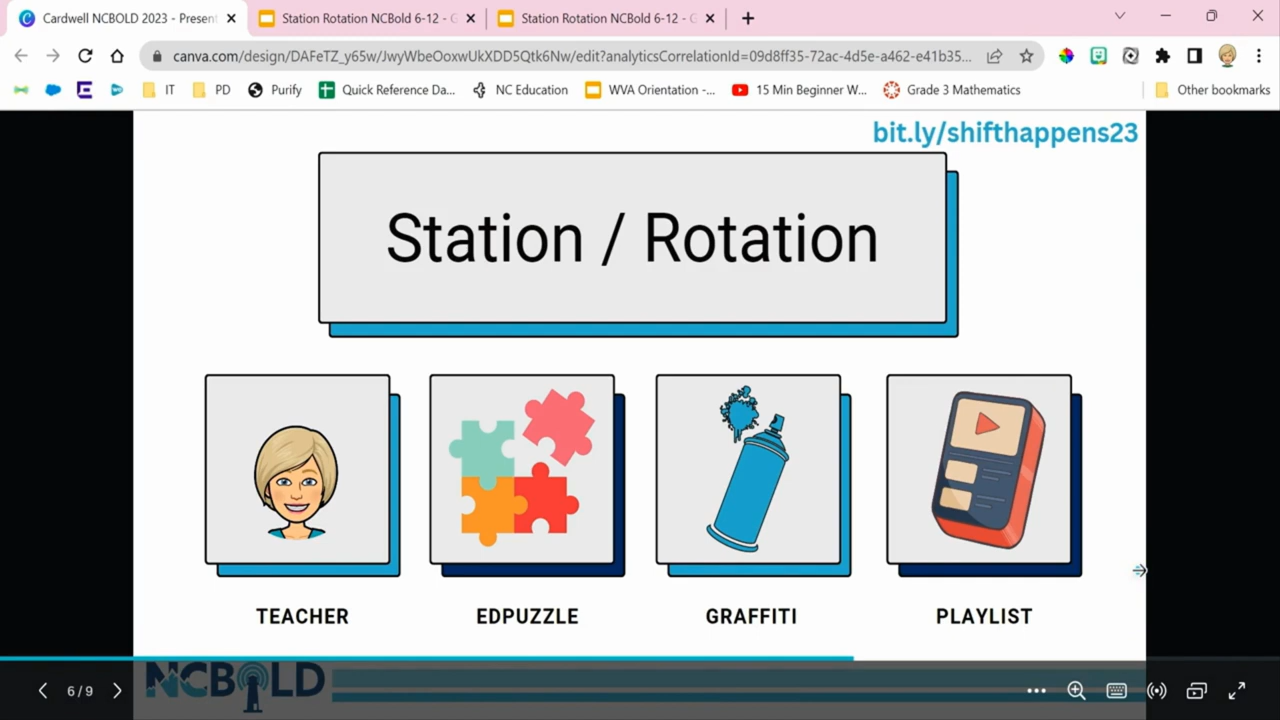 Cardwell NCBOLD 2023 - Present
Station Rotation NCBold 6-12 - G
Station Rotation NCBold 6-12 - G
canva.com/design/DAFeTZ_y65w/JwyWbeOoxwUkXDD5Qtk6Nw/edit?analyticsCorrelationId=09d8ff35-72ac-4d5e-a462-e41b35...
IT
PD
Purify
Quick Reference Da...
NC Education
WVA Orientation -...
15 Min Beginner W...
Grade 3 Mathematics
Other bookmarks
bit.ly/shifthappens23
Station / Rotation
TEACHER
EDPUZZLE
GRAFFITI
PLAYLIST
NCBOLD
6 / 9